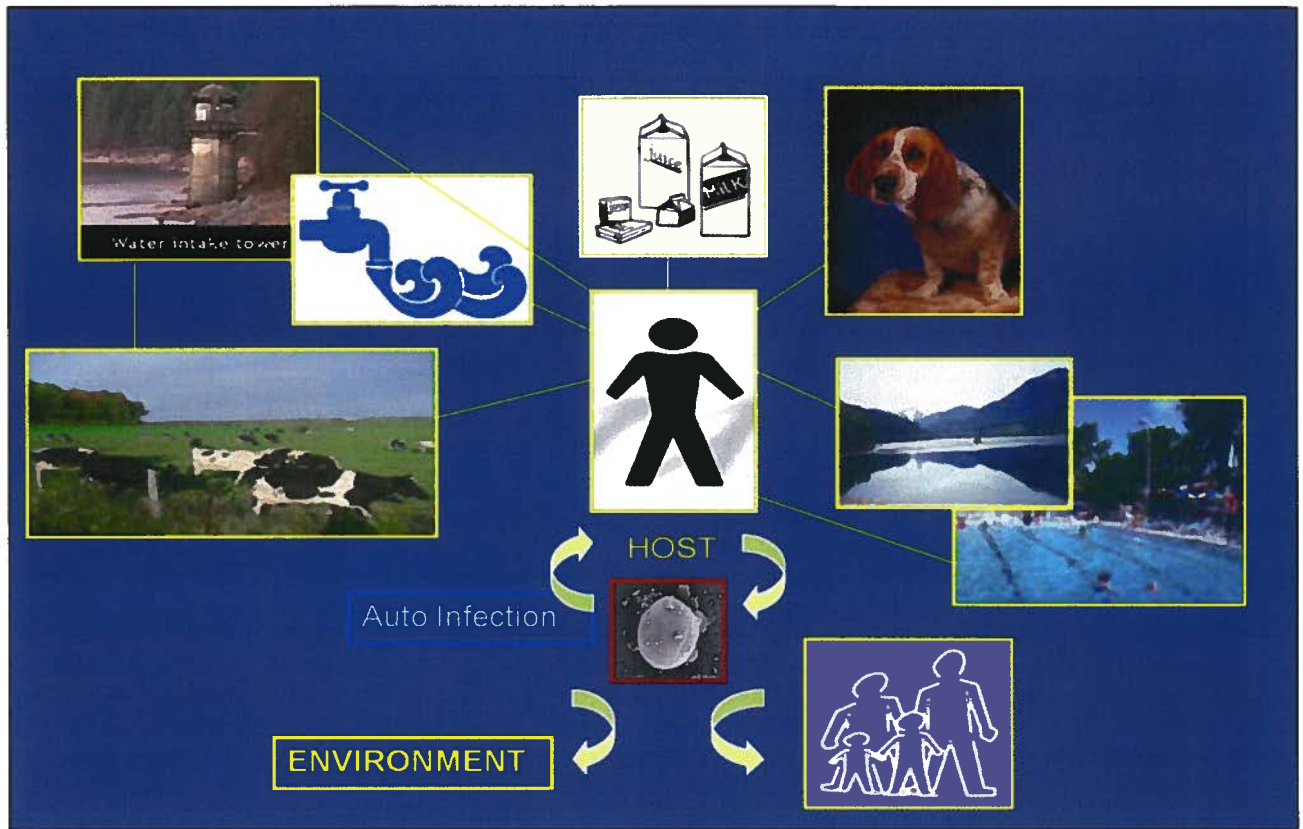 Juice
Milk
Water intake tower
HOST
Auto Infection
ENVIRONMENT